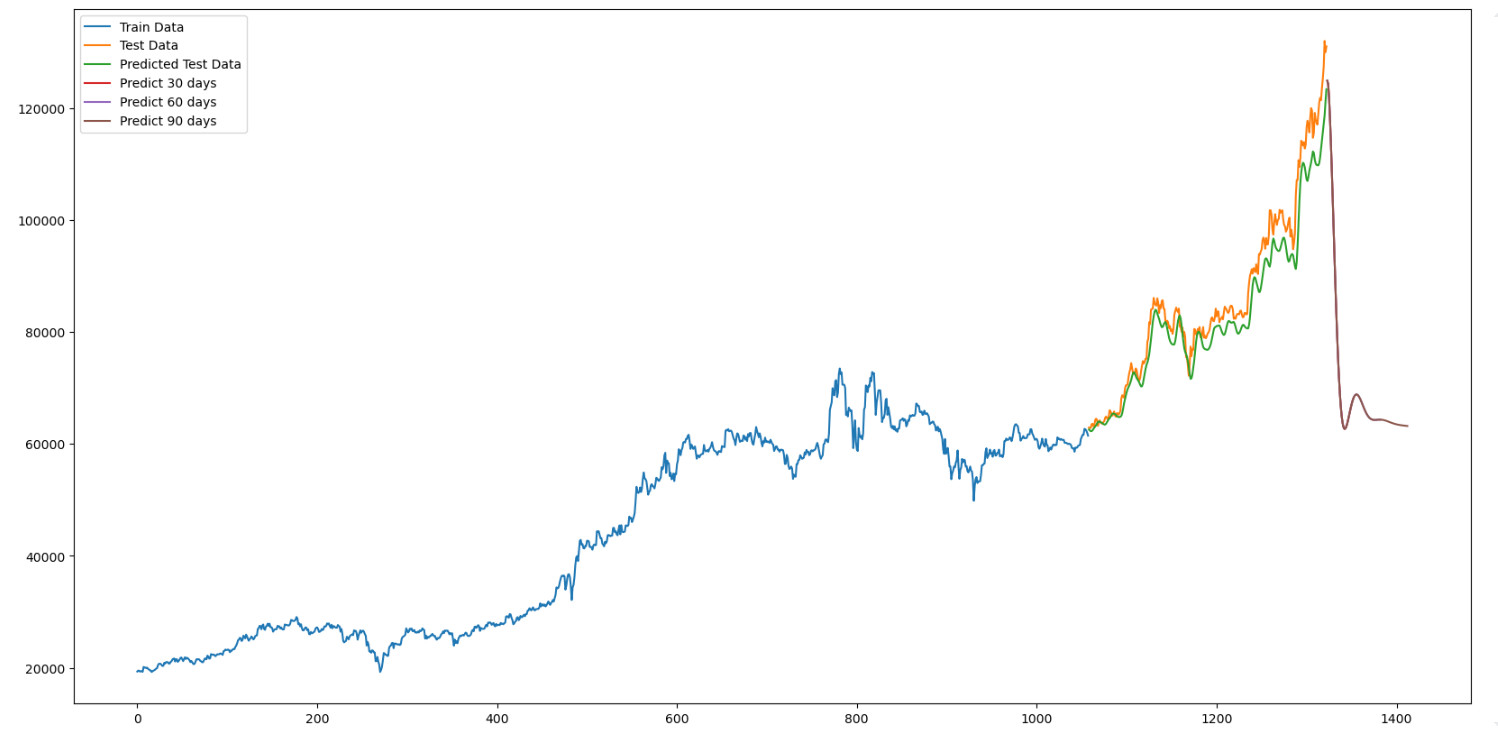 Train Data
Test Data
Predicted Test Data
Predict 30 days
Predict 60 days
Predict 90 days
120000
100000
80000
60000
40000
20000
0 200 400 600 800 1000 1200 1400